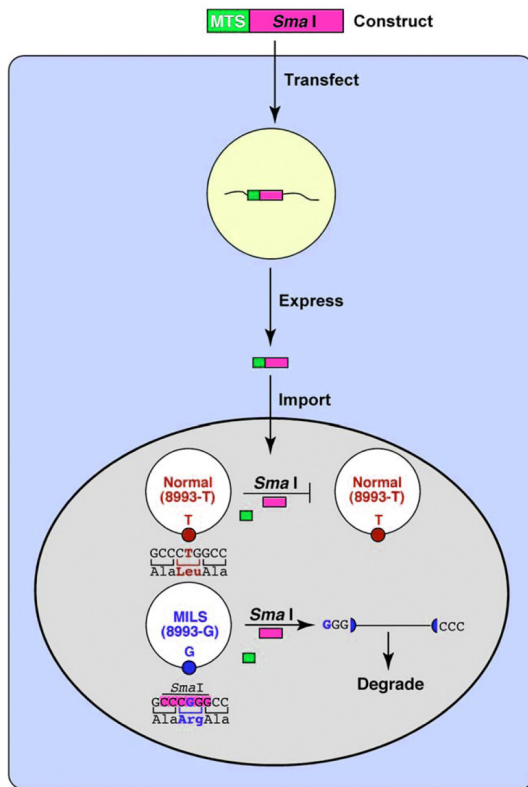 MTS Sma I Construct
Transfect
Express
Import
Normal
(8993-T)
T
Sma I
Normal
(8993-T)
T
GCCCTGGCC
AlaLeuAla
MILS
(8993-G)
G
Sma I
GGG CCC
Degrade
SmaI
GCCCGGGCC
AlaArgAla